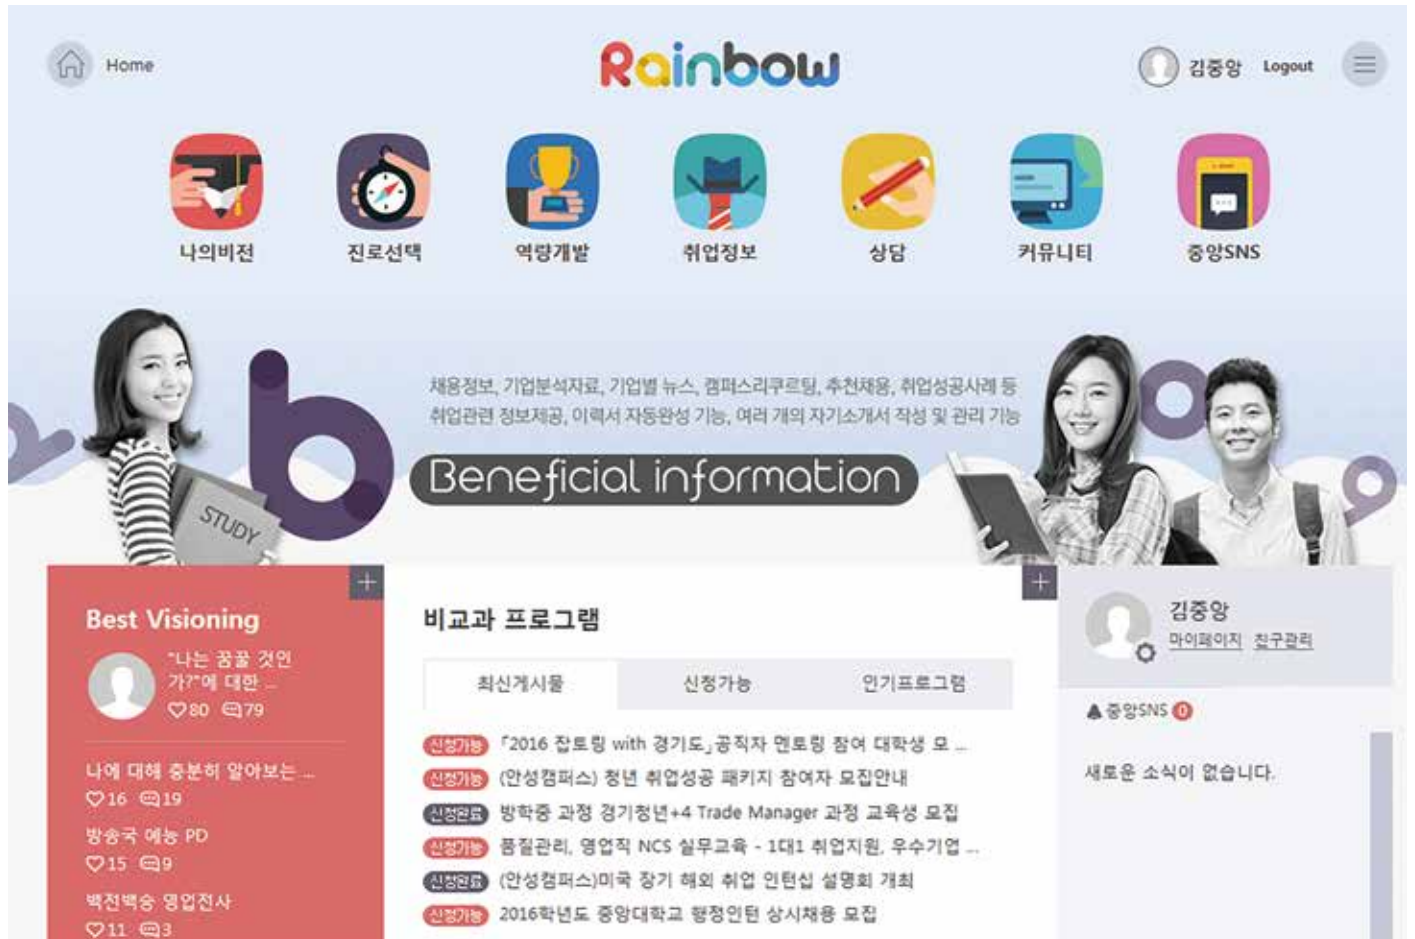 Home
Rainbow
김중앙 Logout
나의비전
진로선택
역량개발
취업정보
상담
커뮤니티
중앙SNS
채용정보, 기업분석자료, 기업별 뉴스, 캠퍼스리쿠르팅, 추천채용, 취업성공사례 등
취업관련 정보제공, 이력서 자동완성 기능, 여러 개의 자기소개서 작성 및 관리 기능
Beneficial information
STUDY
Best Visioning
"나는 꿈꿀 것인
가?"에 대한 ...
80 79
나에 대해 충분히 알아보는 ...
16 19
방송국 예능 PD
15 9
백전백승 영업전사
11 3
비교과 프로그램
최신게시물 신청가능 인기프로그램
신청가능 「2016 잡토링 with 경기도」공직자 멘토링 참여 대학생 모 ...
신청가능 (안성캠퍼스) 청년 취업성공 패키지 참여자 모집안내
신청완료 방학중 과정 경기청년+4 Trade Manager 과정 교육생 모집
신청가능 품질관리, 영업직 NCS 실무교육 - 1대1 취업지원, 우수기업 ...
신청완료 (안성캠퍼스)미국 장기 해외 취업 인턴십 설명회 개최
신청가능 2016학년도 중앙대학교 행정인턴 상시채용 모집
김중앙
마이페이지 친구관리
중앙SNS 0
새로운 소식이 없습니다.